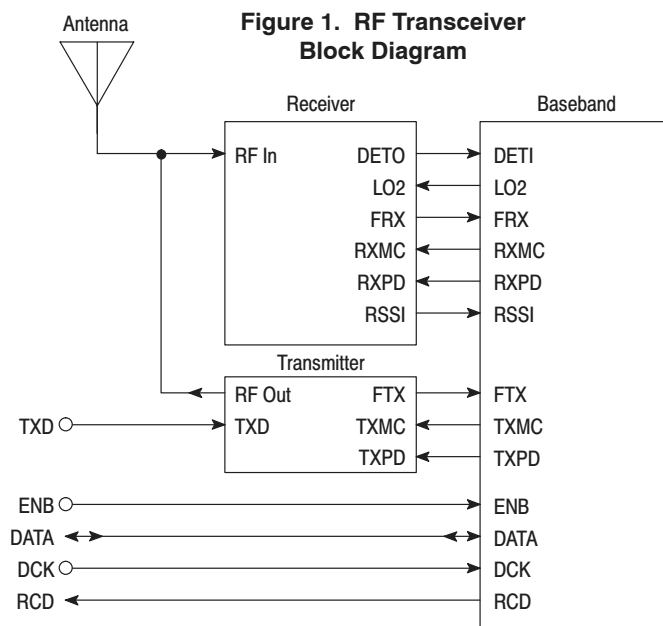 Figure 1. RF Transceiver
Block Diagram
Antenna
Receiver
Baseband
RF In
DETO
DETI
LO2
LO2
FRX
FRX
RXMC
RXMC
RXPD
RXPD
RSSI
RSSI
Transmitter
RF Out
FTX
FTX
TXD
TXD
TXMC
TXMC
TXPD
TXPD
ENB
ENB
DATA
DATA
DCK
DCK
RCD
RCD